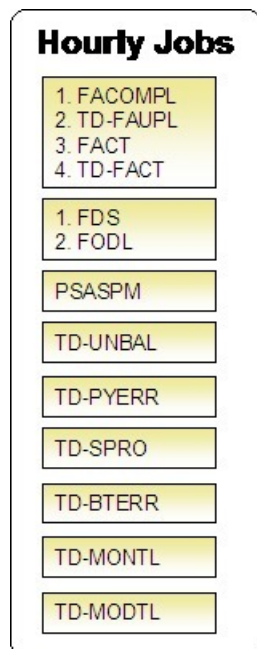 Hourly Jobs
1. FACOMPL
2. TD-FAUPL
3. FACT
4. TD-FACT
1. FDS
2. FODL
PSASPM
TD-UNBAL
TD-PYERR
TD-SPRO
TD-BTERR
TD-MONTL
TD-MODTL